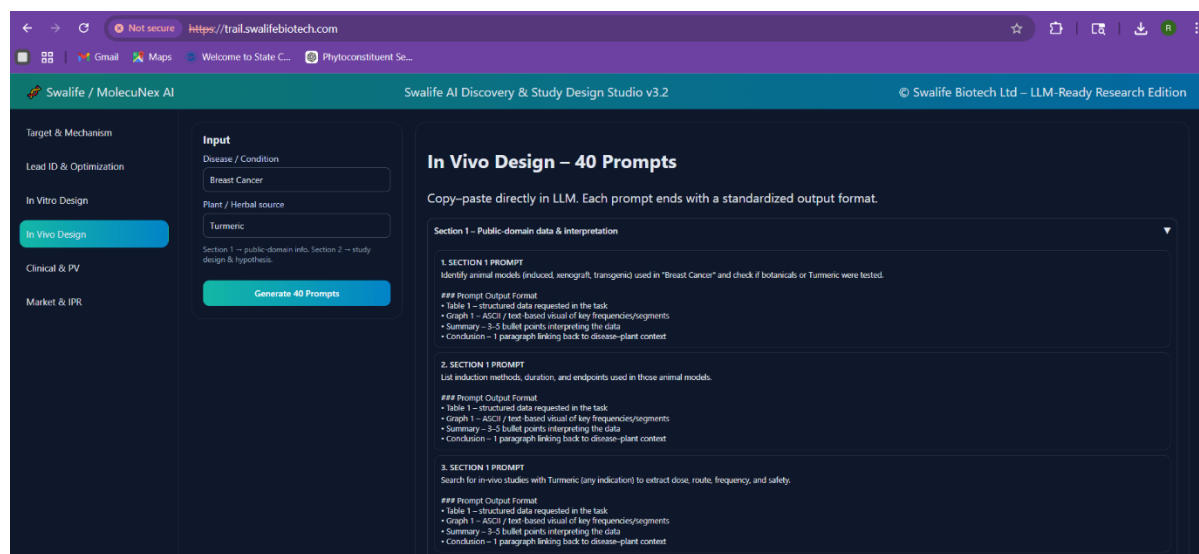 Not secure https://trail.swalifebiotech.com
R
Gmail Maps Welcome to State C... Phytoconstituent Se...
Swalife / MolecuNex AI
Swalife AI Discovery & Study Design Studio v3.2
© Swalife Biotech Ltd – LLM-Ready Research Edition
Target & Mechanism
Lead ID & Optimization
In Vitro Design
In Vivo Design
Clinical & PV
Market & IPR
Input
Disease / Condition
Breast Cancer
Plant / Herbal source
Turmeric
Section 1 → public-domain info. Section 2 → study
design & hypothesis.
Generate 40 Prompts
In Vivo Design – 40 Prompts
Copy–paste directly in LLM. Each prompt ends with a standardized output format.
Section 1 – Public-domain data & interpretation ▼
1. SECTION 1 PROMPT
Identify animal models (induced, xenograft, transgenic) used in "Breast Cancer" and check if botanicals or Turmeric were tested.
### Prompt Output Format
• Table 1 – structured data requested in the task
• Graph 1 – ASCII / text-based visual of key frequencies/segments
• Summary – 3–5 bullet points interpreting the data
• Conclusion – 1 paragraph linking back to disease–plant context
2. SECTION 1 PROMPT
List induction methods, duration, and endpoints used in those animal models.
### Prompt Output Format
• Table 1 – structured data requested in the task
• Graph 1 – ASCII / text-based visual of key frequencies/segments
• Summary – 3–5 bullet points interpreting the data
• Conclusion – 1 paragraph linking back to disease–plant context
3. SECTION 1 PROMPT
Search for in-vivo studies with Turmeric (any indication) to extract dose, route, frequency, and safety.
### Prompt Output Format
• Table 1 – structured data requested in the task
• Graph 1 – ASCII / text-based visual of key frequencies/segments
• Summary – 3–5 bullet points interpreting the data
• Conclusion – 1 paragraph linking back to disease–plant context